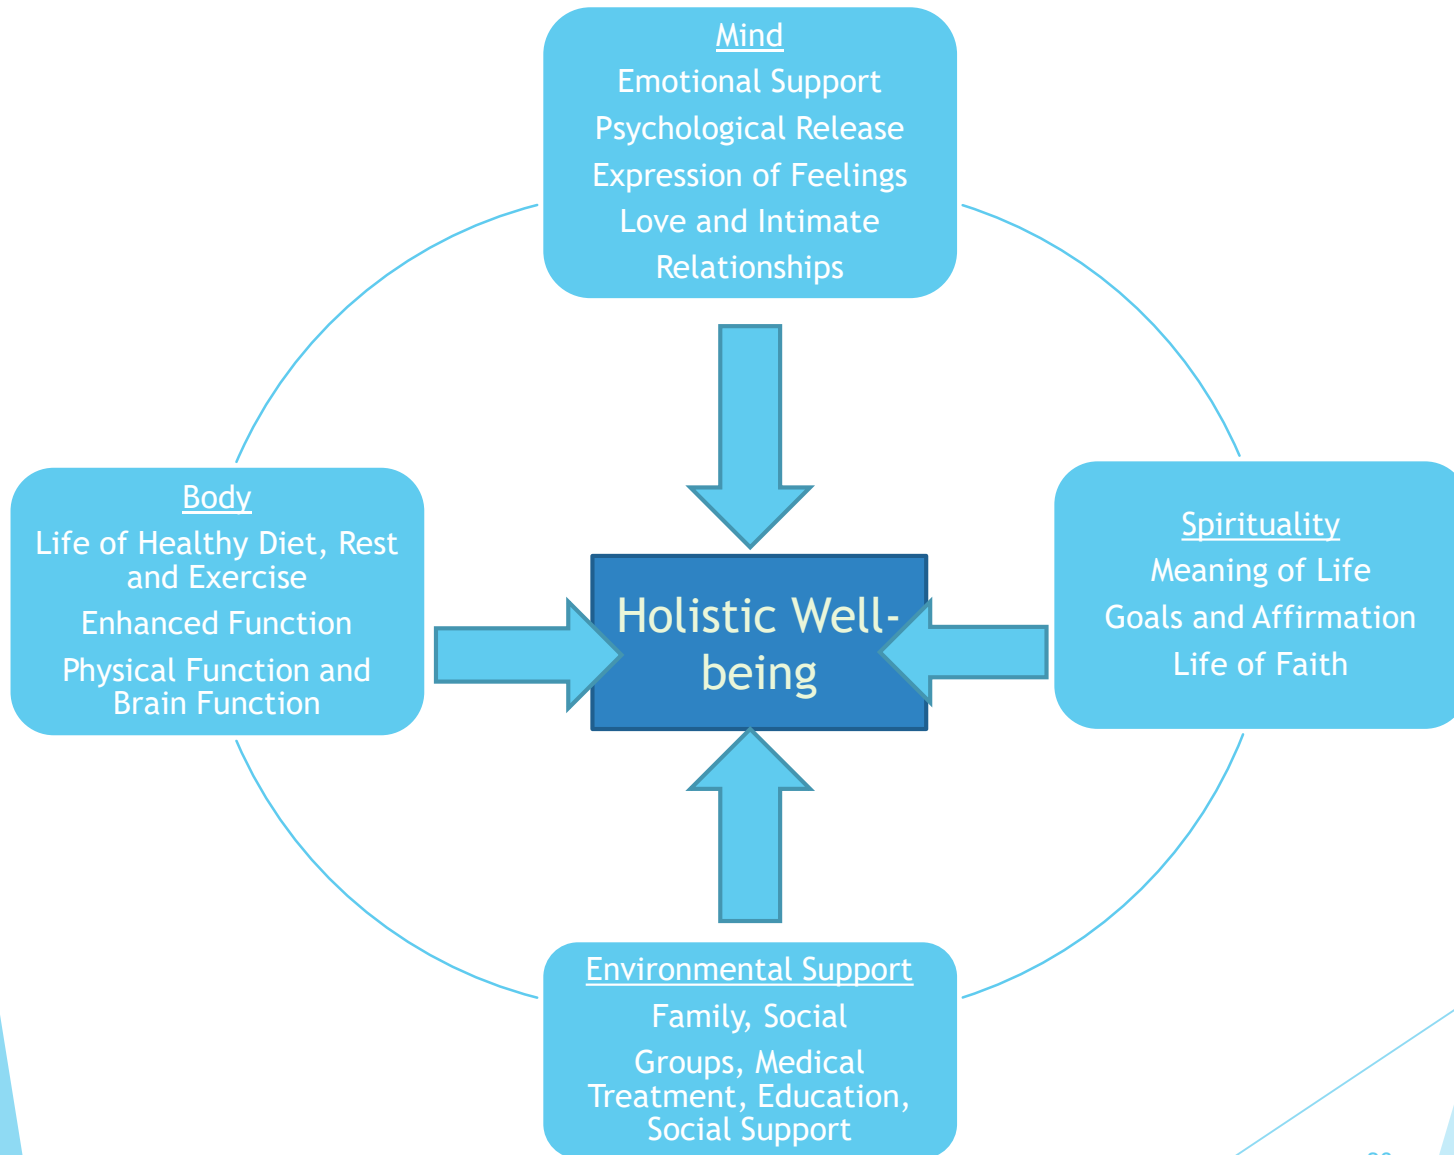 Mind
Emotional Support
Psychological Release
Expression of Feelings
Love and Intimate
Relationships
Body
Life of Healthy Diet, Rest
and Exercise
Enhanced Function
Physical Function and
Brain Function
Holistic Well-
being
Spirituality
Meaning of Life
Goals and Affirmation
Life of Faith
Environmental Support
Family, Social
Groups, Medical
Treatment, Education,
Social Support